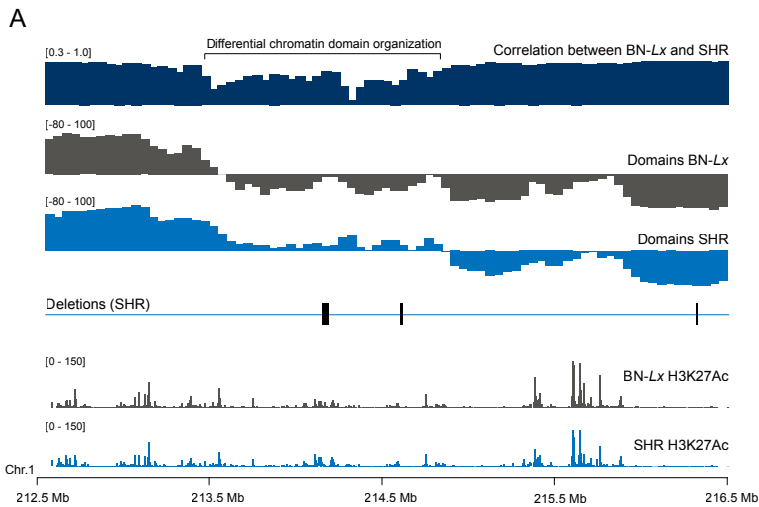 A
Differential chromatin domain organization
[0.3 - 1.0]
Correlation between BN-Lx and SHR
[-80 - 100]
Domains BN-Lx
[-80 - 100]
Domains SHR
Deletions (SHR)
[0 - 150]
BN-Lx H3K27Ac
[0 - 150]
SHR H3K27Ac
Chr.1
212.5 Mb 213.5 Mb 214.5 Mb 215.5 Mb 216.5 Mb